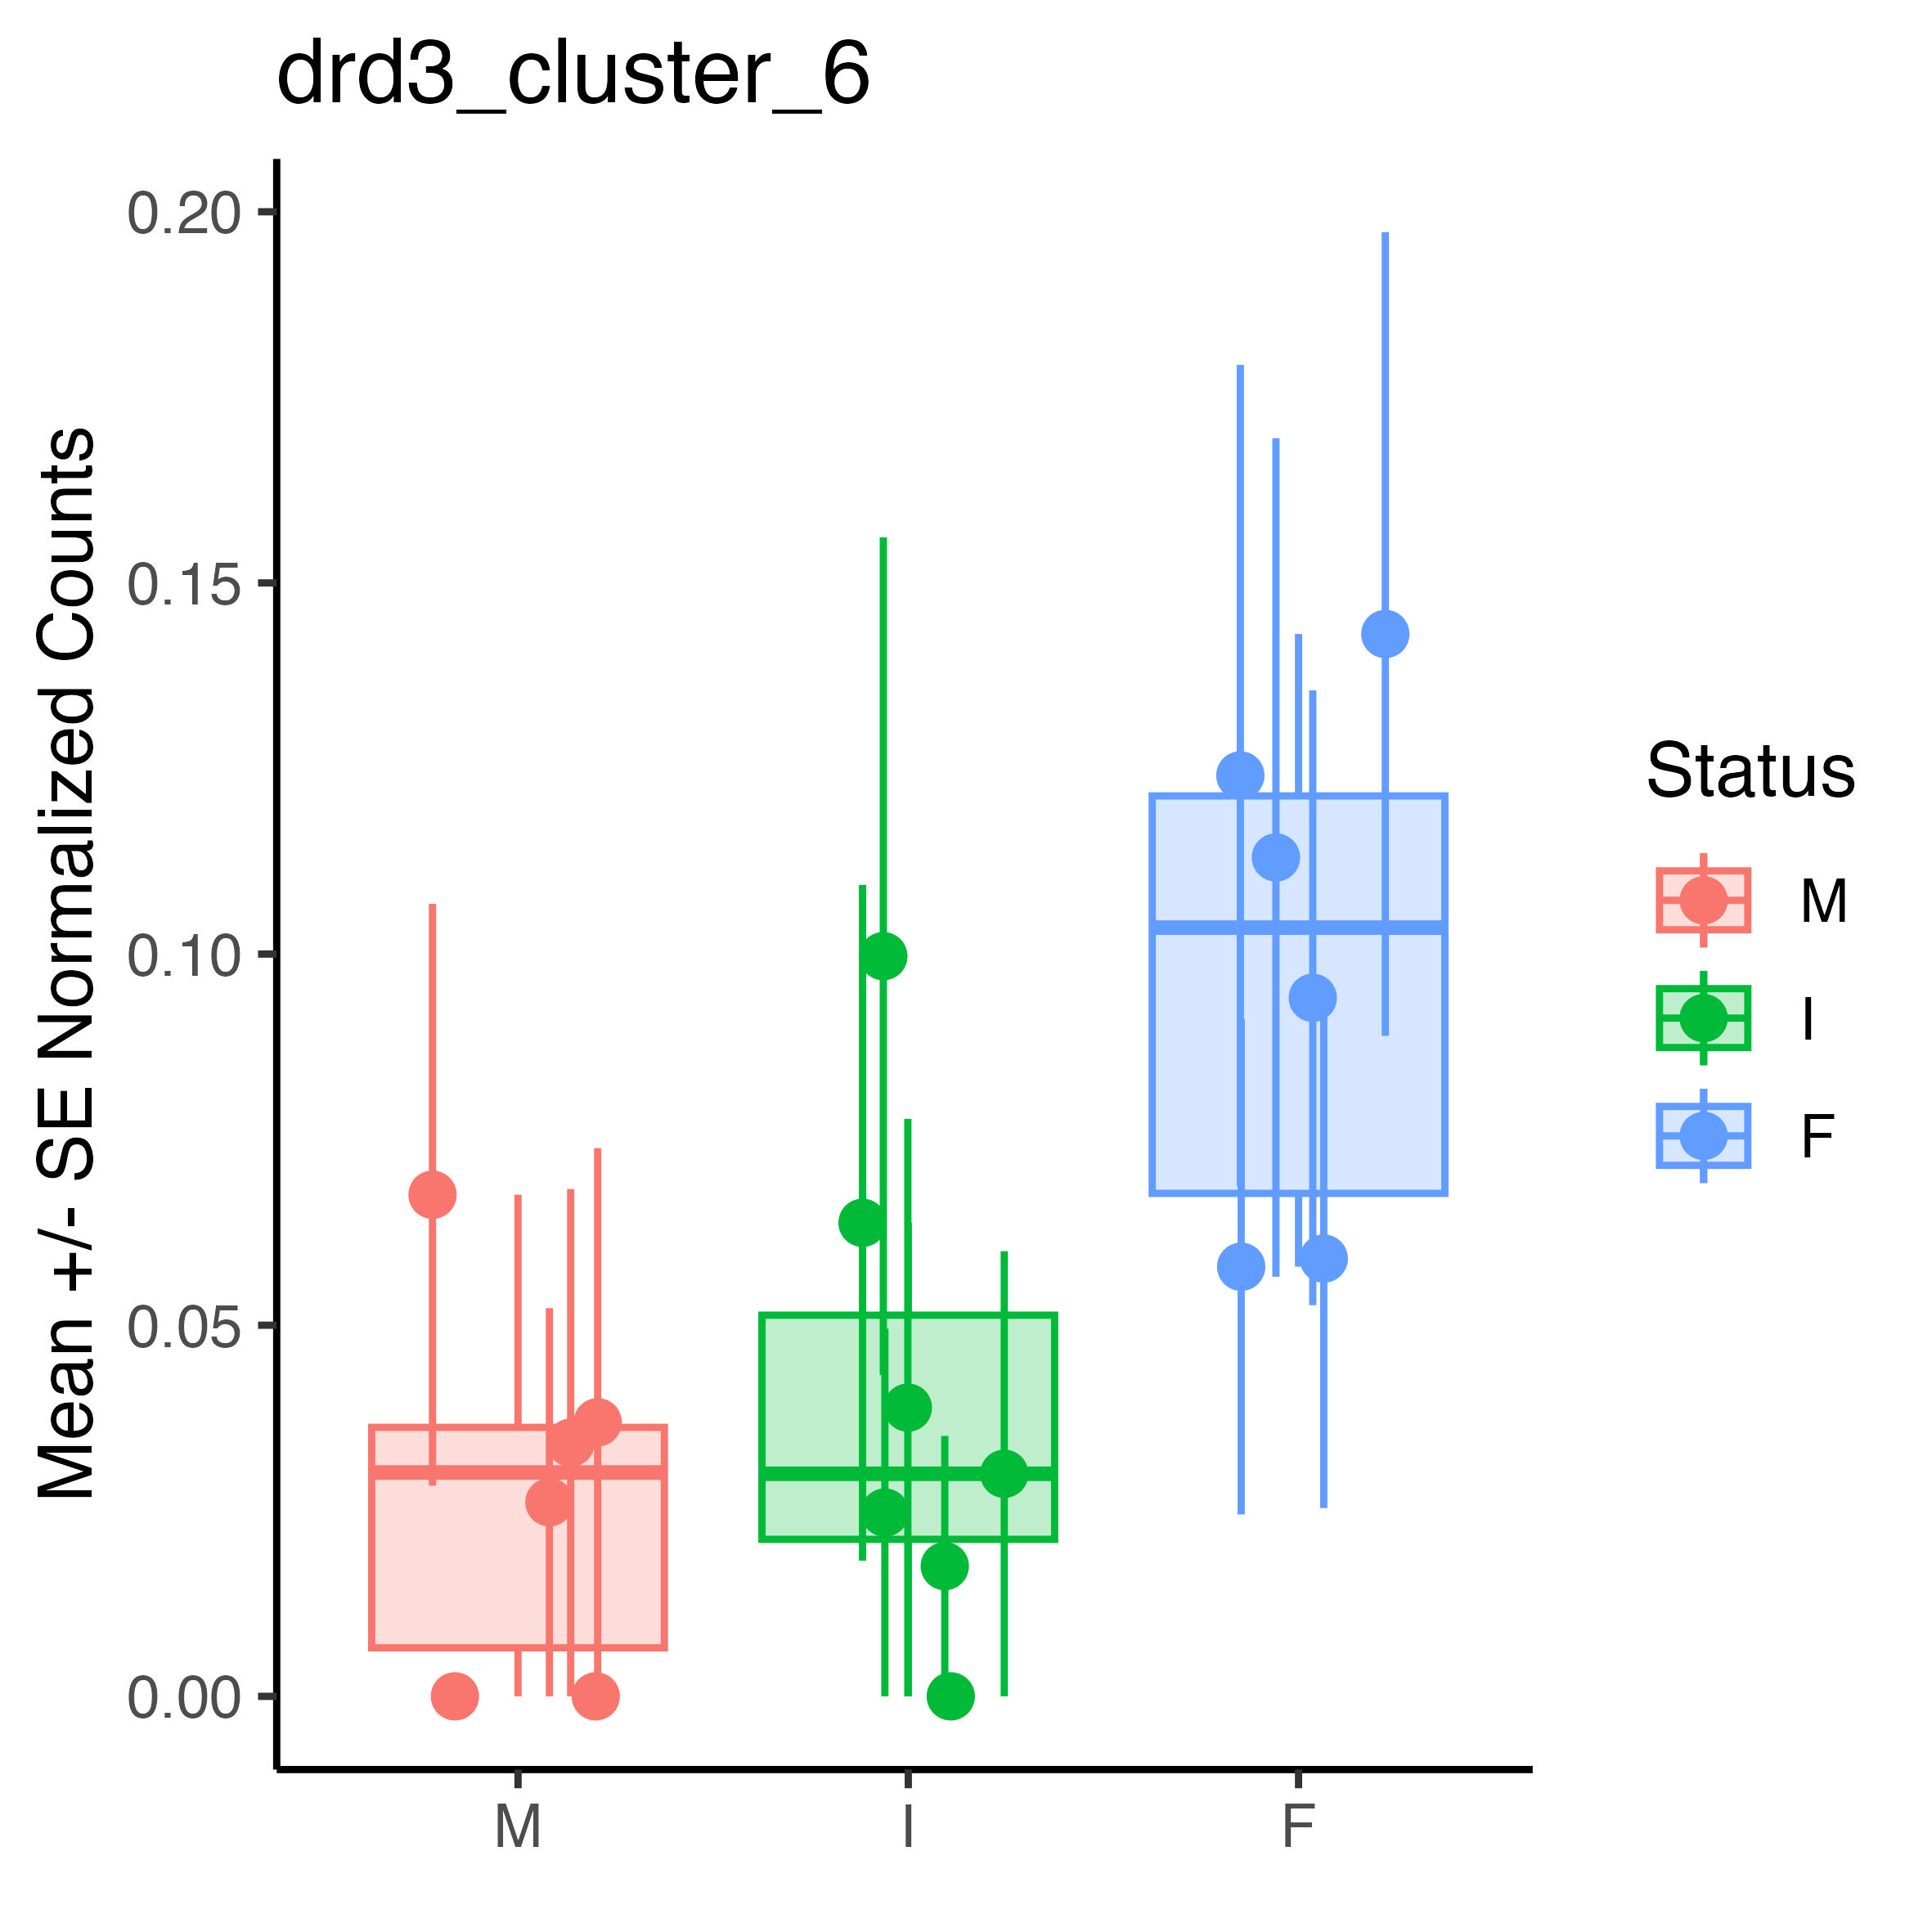 drd3_cluster_6
Mean +/- SE Normalized Counts
0.20
0.15
0.10
0.05
0.00
M
I
F
Status
M
I
F